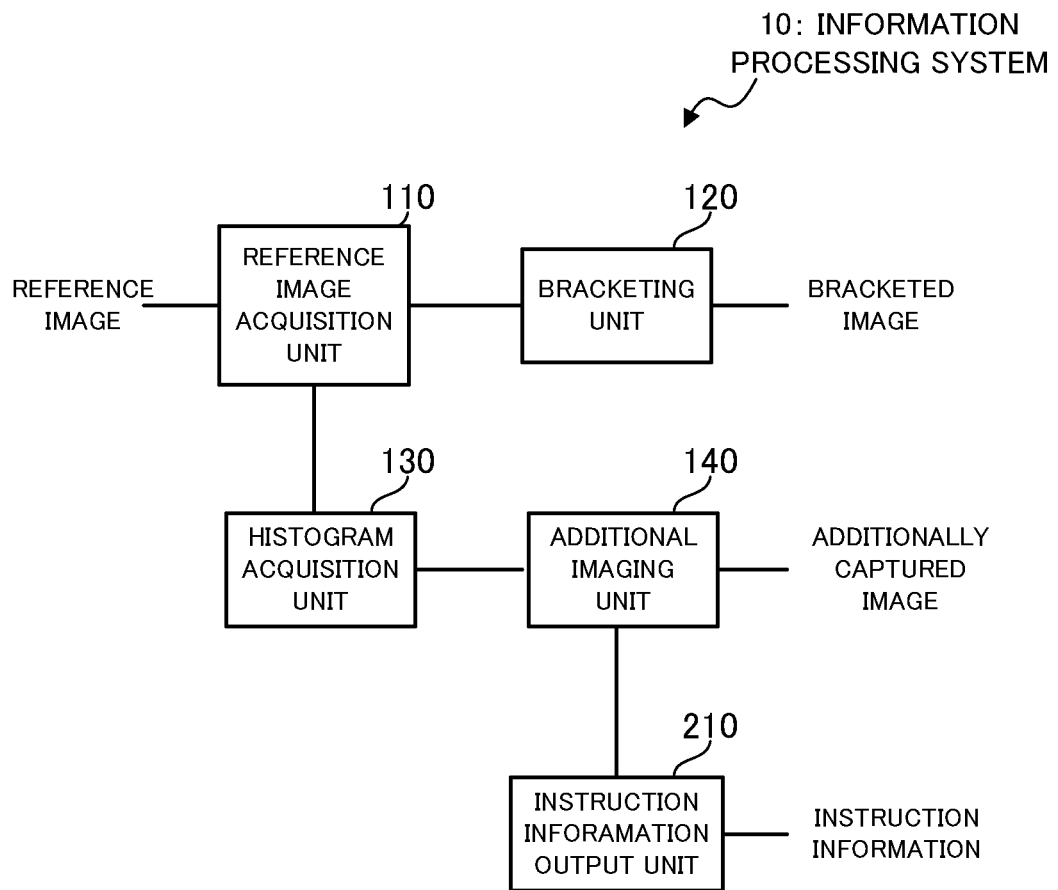 10: INFORMATION
PROCESSING SYSTEM
110
120
REFERENCE
IMAGE
REFERENCE
IMAGE
ACQUISITION
UNIT
BRACKETING
UNIT
BRACKETED
IMAGE
130
140
HISTOGRAM
ACQUISITION
UNIT
ADDITIONAL
IMAGING
UNIT
ADDITIONALLY
CAPTURED
IMAGE
210
INSTRUCTION
INFORAMATION
OUTPUT UNIT
INSTRUCTION
INFORMATION